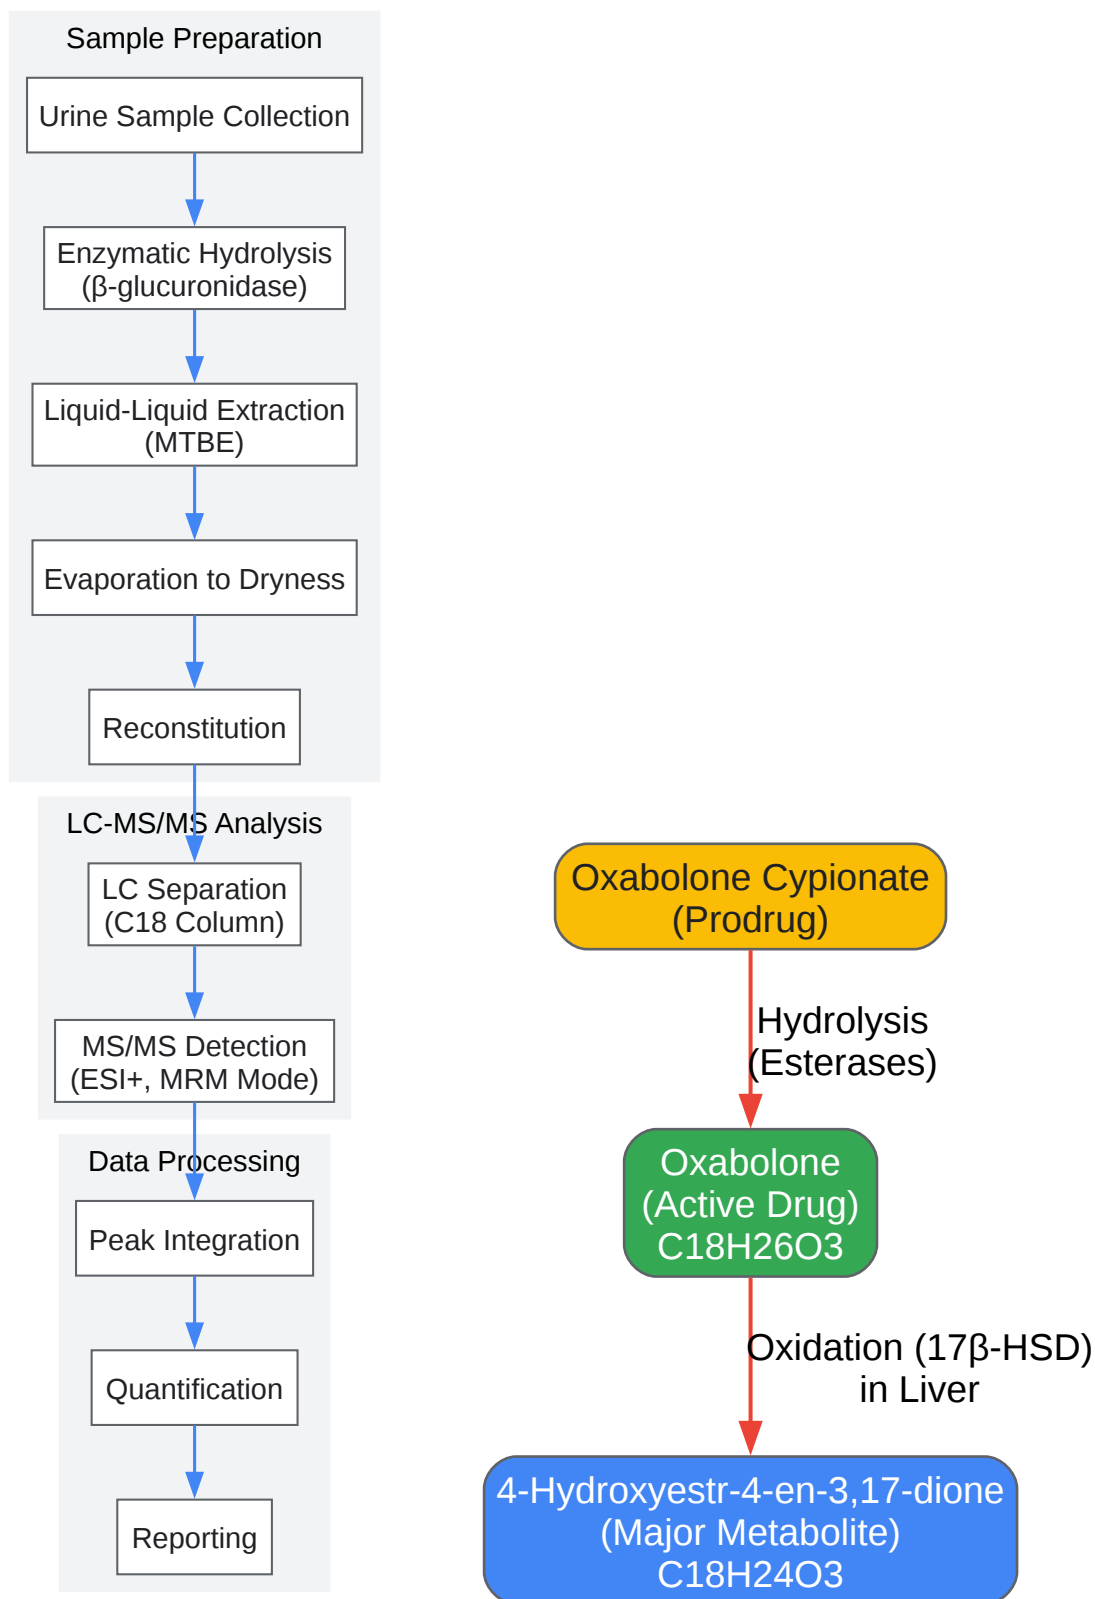 Sample Preparation
Urine Sample Collection
Enzymatic Hydrolysis
(β-glucuronidase)
Liquid-Liquid Extraction
(MTBE)
Evaporation to Dryness
Reconstitution
LC-MS/MS Analysis
LC Separation
(C18 Column)
MS/MS Detection
(ESI+, MRM Mode)
Data Processing
Peak Integration
Quantification
Reporting
Oxabolone Cypionate
(Prodrug)
Hydrolysis
(Esterases)
Oxabolone
(Active Drug)
C18H26O3
Oxidation (17β-HSD)
in Liver
4-Hydroxyestr-4-en-3,17-dione
(Major Metabolite)
C18H24O3